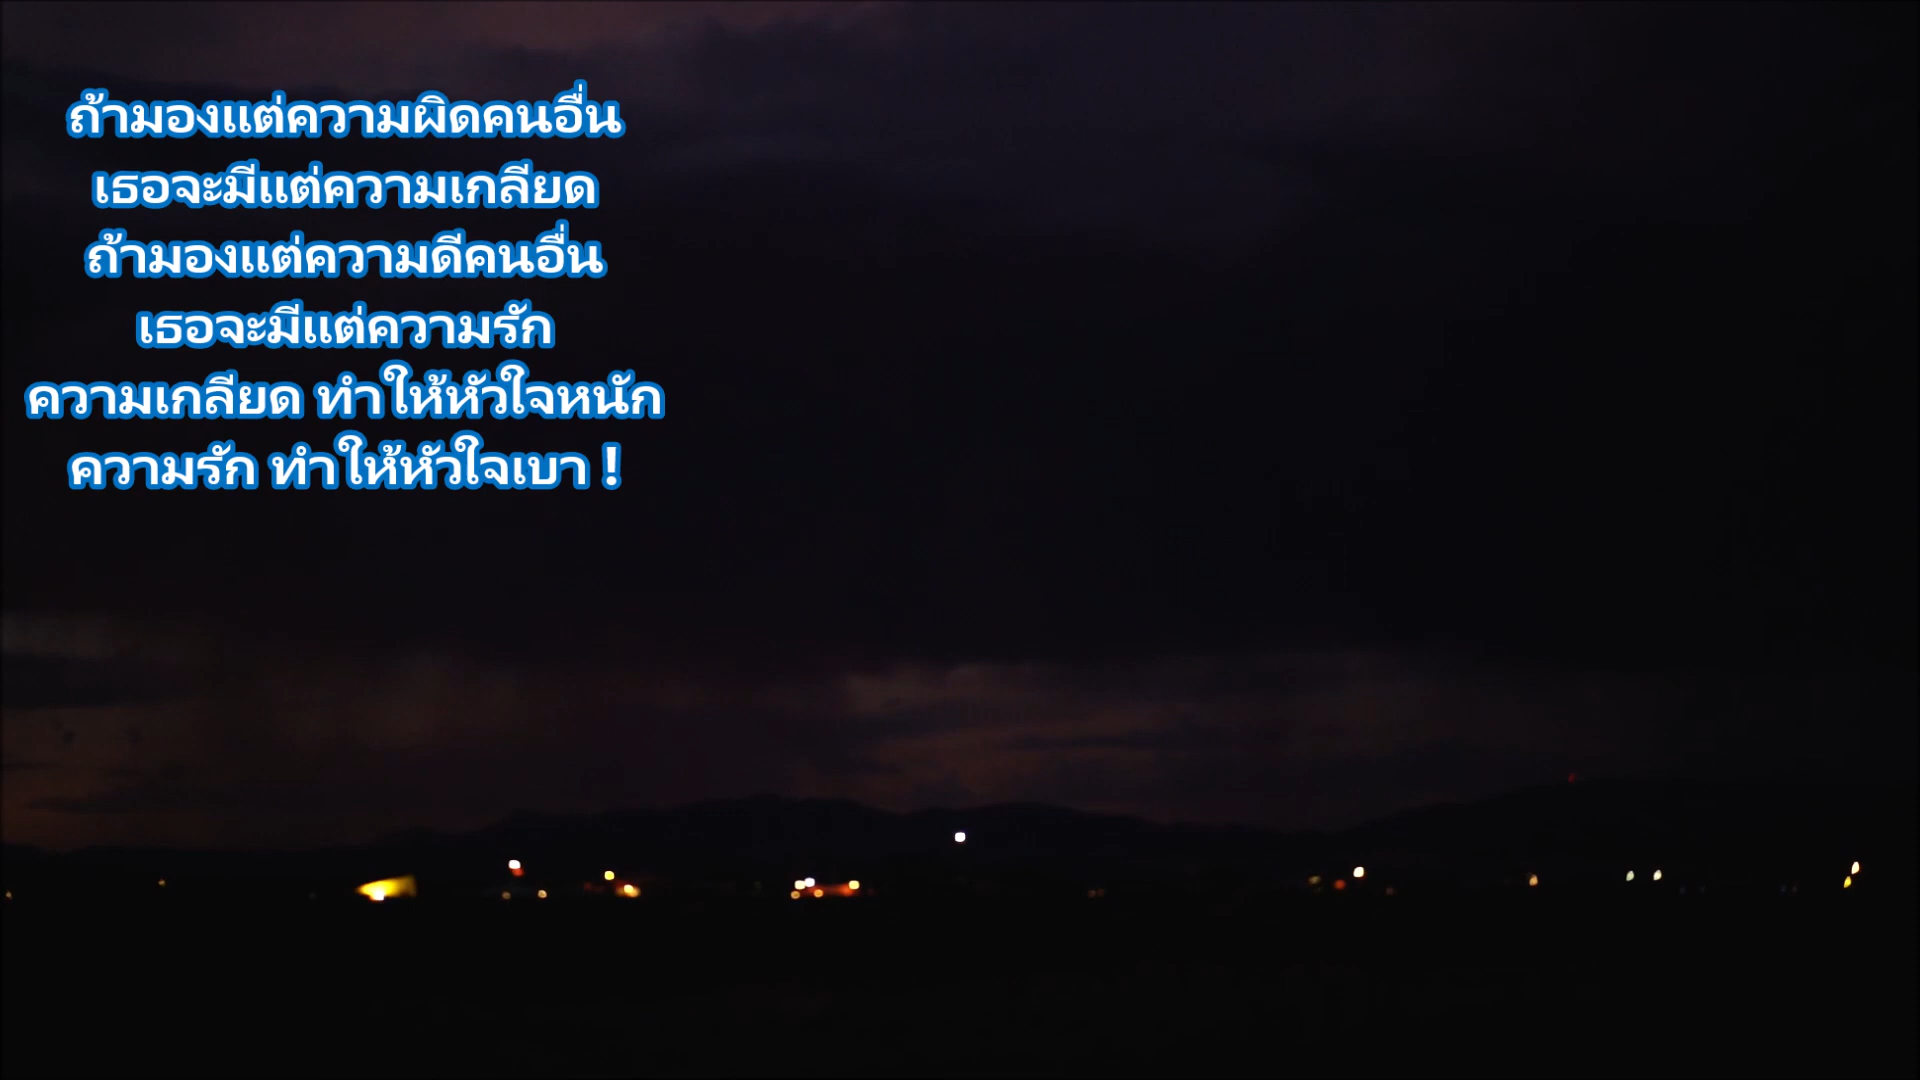 ถ้ามองแต่ความผิดคนอื่น
เธอจะมีแต่ความเกลียด
ถ้ามองแต่ความดีคนอื่น
เธอจะมีแต่ความรัก
ความเกลียด ทำให้หัวใจหนัก
ความรัก ทำให้หัวใจเบา !